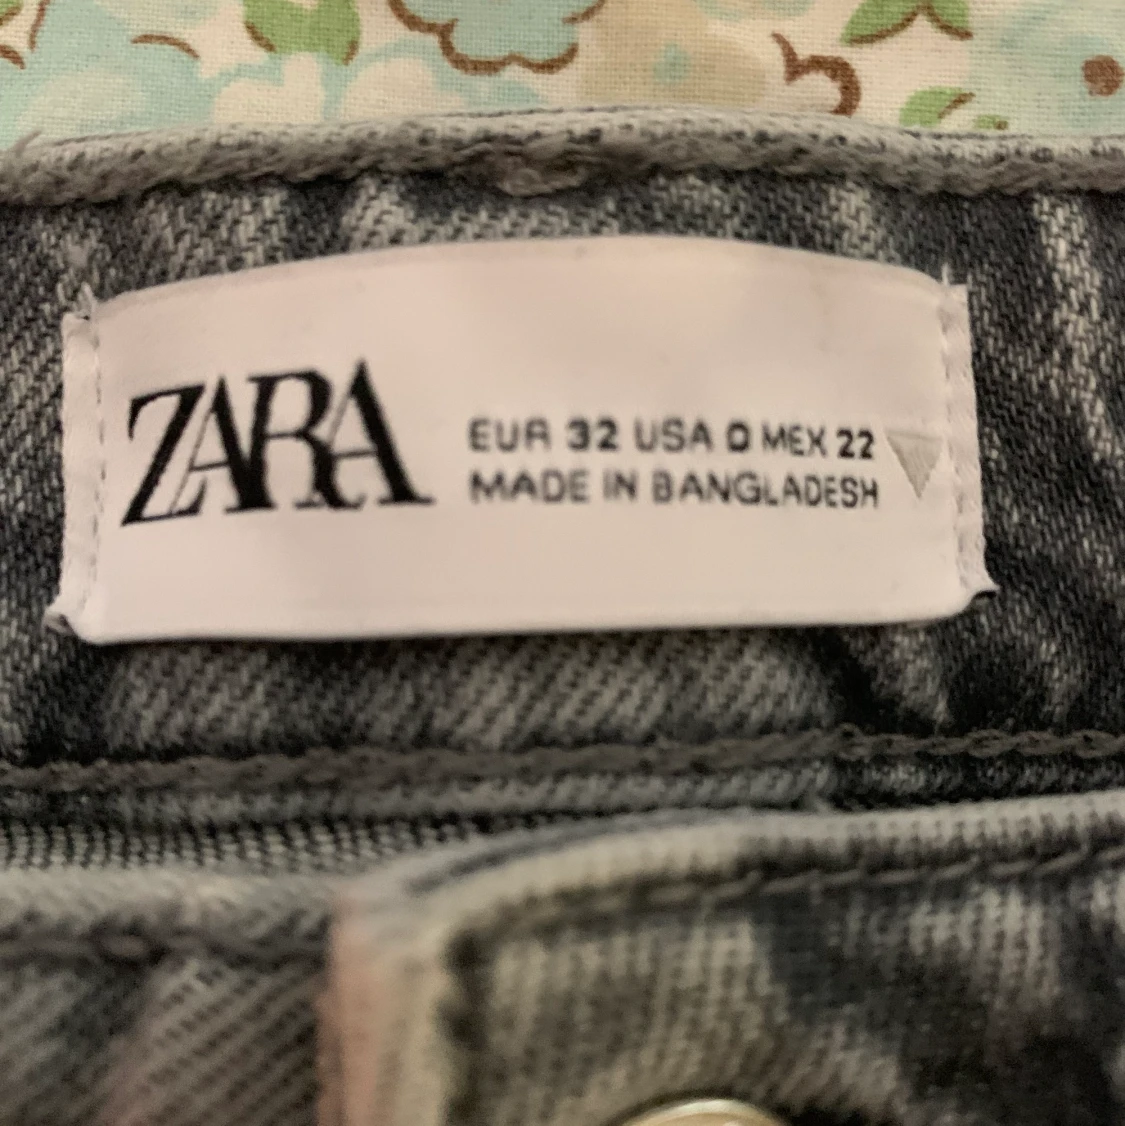 ZARA
EUR 32 USA 0 MEX 22
MADE IN BANGLADESH